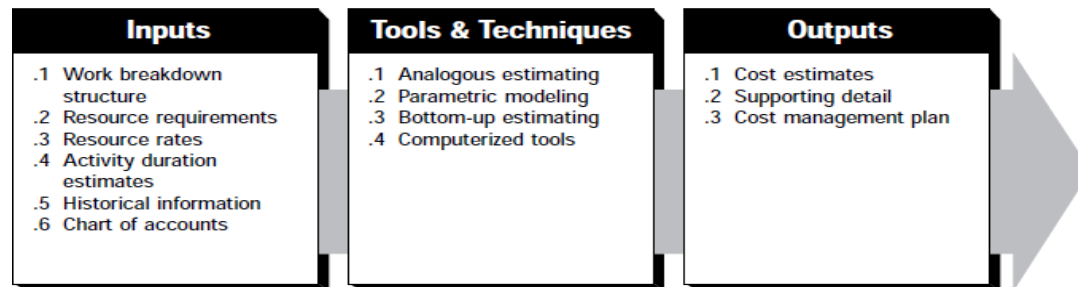 Inputs
.1 Work breakdown
structure
.2 Resource requirements
.3 Resource rates
.4 Activity duration
estimates
.5 Historical information
.6 Chart of accounts
Tools & Techniques
.1 Analogous estimating
.2 Parametric modeling
.3 Bottom-up estimating
.4 Computerized tools
Outputs
.1 Cost estimates
.2 Supporting detail
.3 Cost management plan